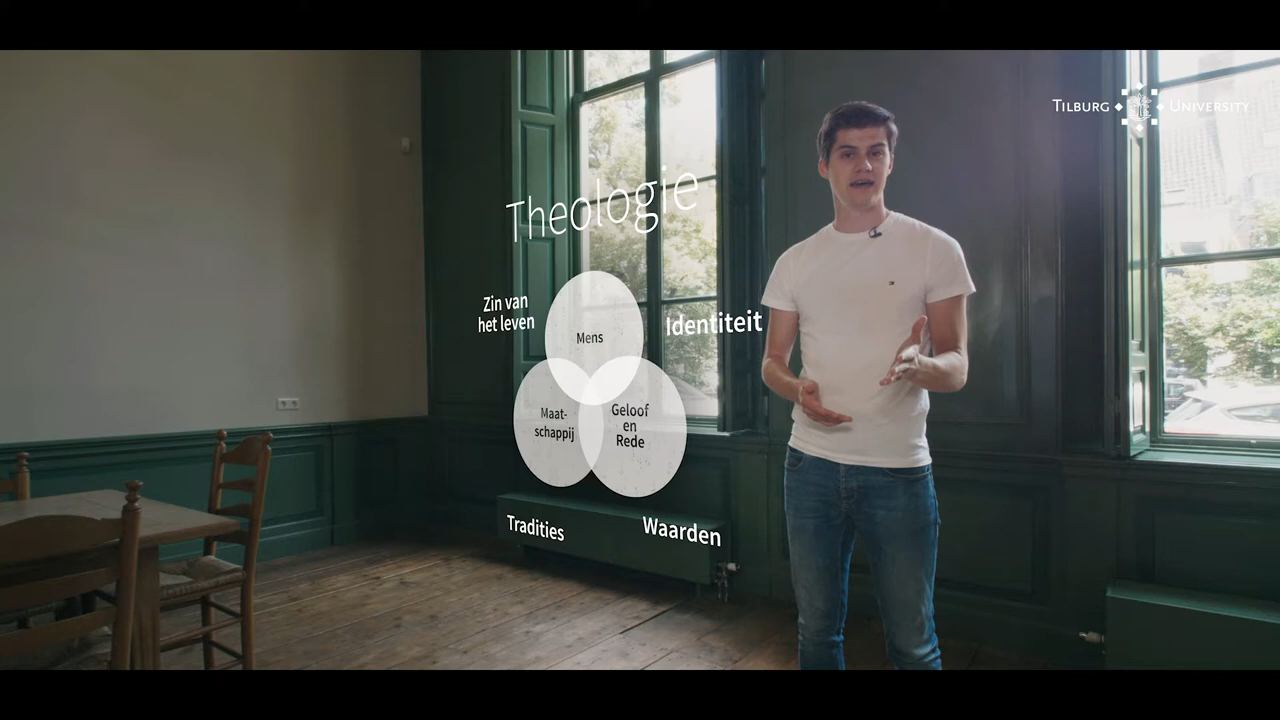 TILBURG UNIVERSITY
Theologie
Zin van
het leven
Identiteit
Mens
Maat-
schappij
Geloof
en
Rede
Tradities
Waarden